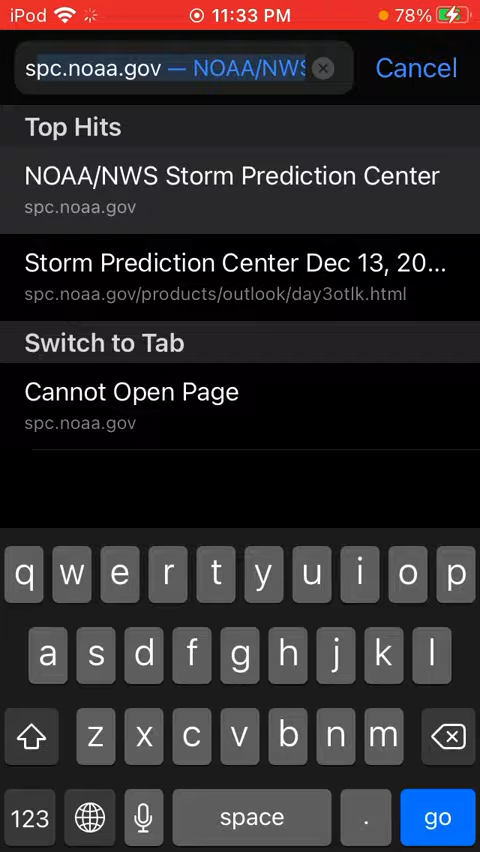 iPod 11:33 PM 78%
spc.noaa.gov — NOAA/NWS Cancel
Top Hits
NOAA/NWS Storm Prediction Center
spc.noaa.gov
Storm Prediction Center Dec 13, 20...
spc.noaa.gov/products/outlook/day3otlk.html
Switch to Tab
Cannot Open Page
spc.noaa.gov
q w e r t y u i o p
a s d f g h j k l
z x c v b n m
123 space . go